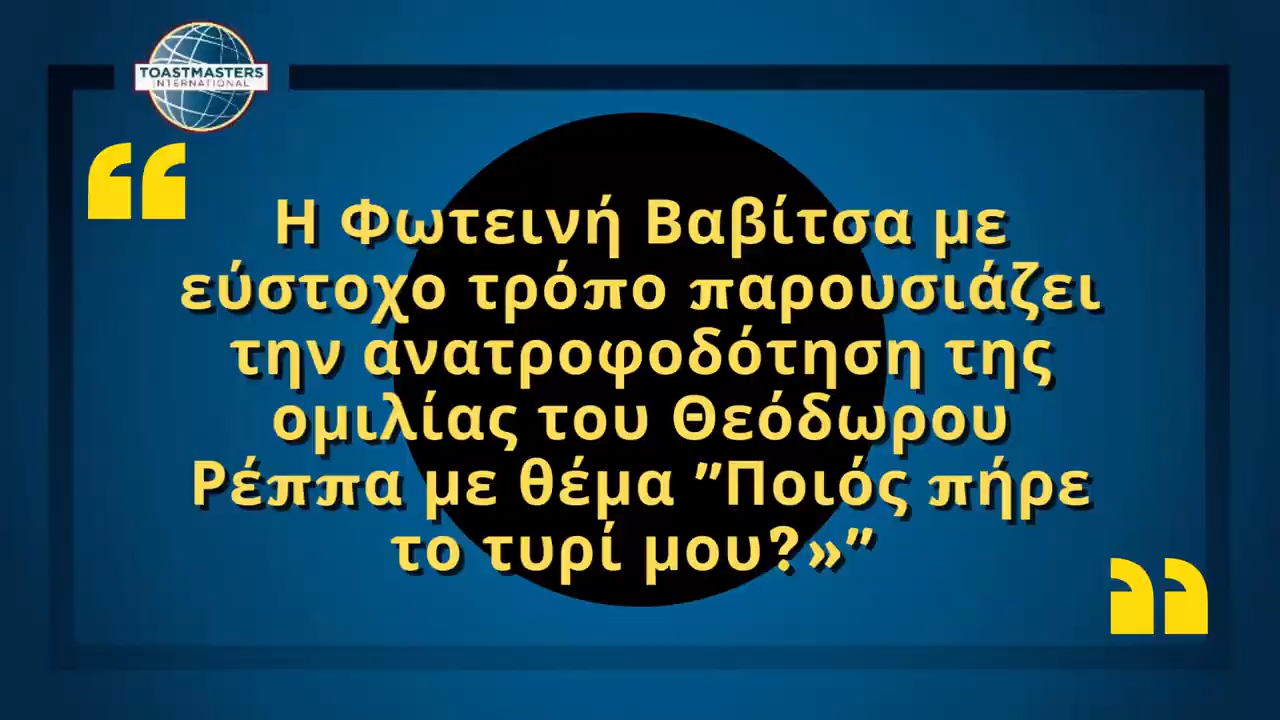 TOASTMASTERS
INTERNATIONAL
“
Η Φωτεινή Βαβίτσα με
εύστοχο τρόπο παρουσιάζει
την ανατροφοδότηση της
ομιλίας του Θεόδωρου
Ρέππα με θέμα "Ποιός πήρε
το τυρί μου?»"
”